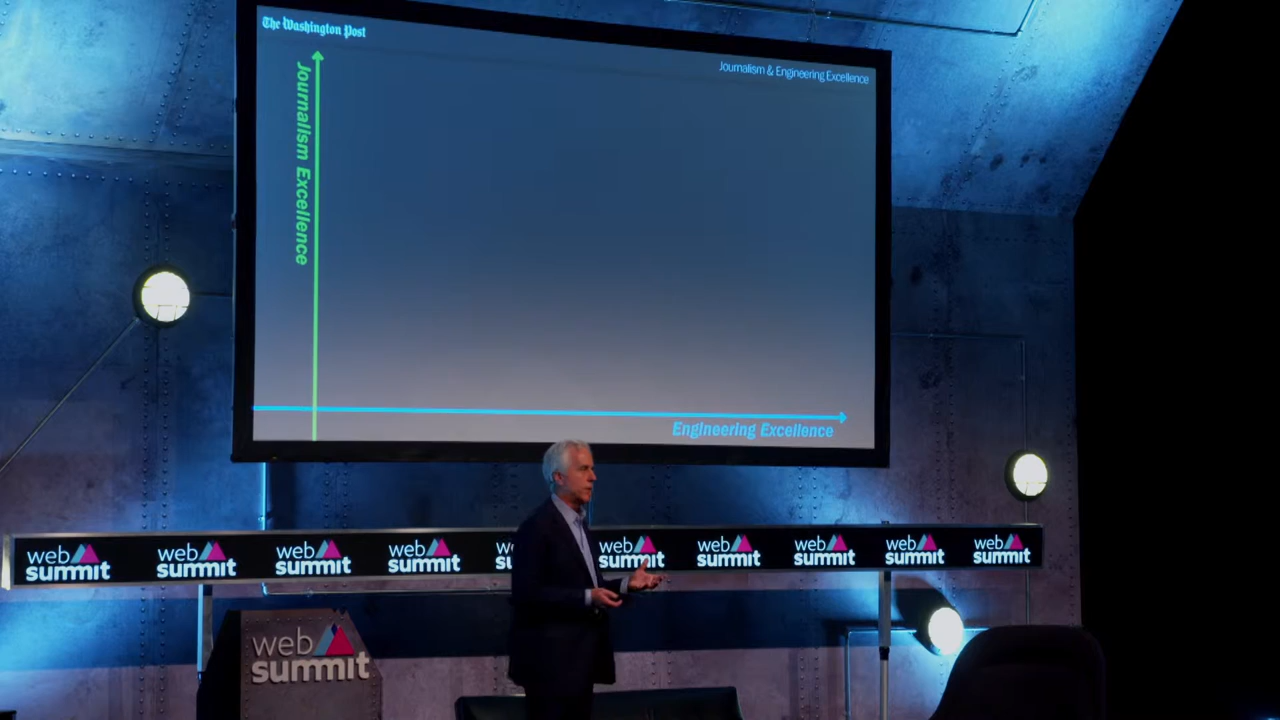 The Washington Post
Journalism & Engineering Excellence
Journalism Excellence
Engineering Excellence
web summit
web summit
web summit
web summit
su
web summit
web summit
web summit
web summit
web summit
web
summit